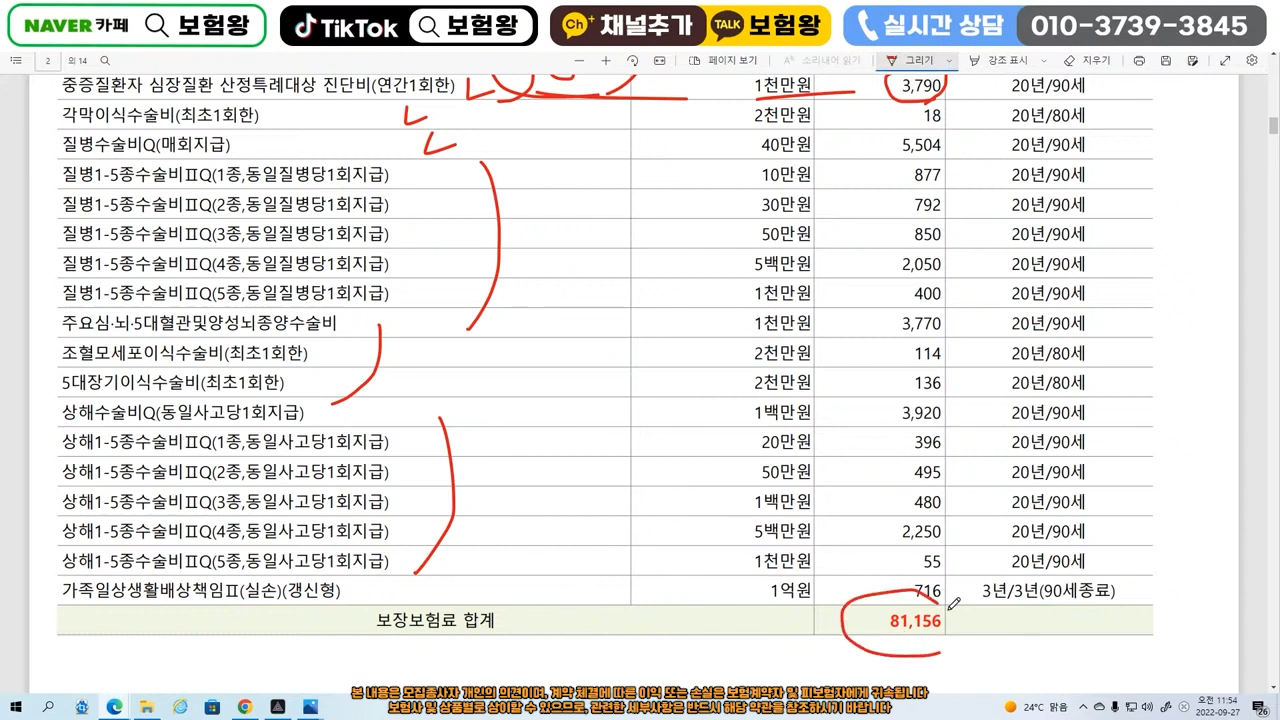 NAVER 카페 보험왕 TikTok 보험왕 Ch+ 채널추가 TALK 보험왕 실시간 상담 010-3739-3845
2 의 14 페이지 보기 소리내어 읽기 그리기 강조 표시 지우기
중증질환자 심장질환 산정특례대상 진단비(연간1회한) 1천만원 3,790 20년/90세
각막이식수술비(최초1회한) 2천만원 18 20년/80세
질병수술비Q(매회지급) 40만원 5,504 20년/90세
질병1-5종수술비ⅡQ(1종,동일질병당1회지급) 10만원 877 20년/90세
질병1-5종수술비ⅡQ(2종,동일질병당1회지급) 30만원 792 20년/90세
질병1-5종수술비ⅡQ(3종,동일질병당1회지급) 50만원 850 20년/90세
질병1-5종수술비ⅡQ(4종,동일질병당1회지급) 5백만원 2,050 20년/90세
질병1-5종수술비ⅡQ(5종,동일질병당1회지급) 1천만원 400 20년/90세
주요심·뇌·5대혈관및양성뇌종양수술비 1천만원 3,770 20년/90세
조혈모세포이식수술비(최초1회한) 2천만원 114 20년/80세
5대장기이식수술비(최초1회한) 2천만원 136 20년/80세
상해수술비Q(동일사고당1회지급) 1백만원 3,920 20년/90세
상해1-5종수술비ⅡQ(1종,동일사고당1회지급) 20만원 396 20년/90세
상해1-5종수술비ⅡQ(2종,동일사고당1회지급) 50만원 495 20년/90세
상해1-5종수술비ⅡQ(3종,동일사고당1회지급) 1백만원 480 20년/90세
상해1-5종수술비ⅡQ(4종,동일사고당1회지급) 5백만원 2,250 20년/90세
상해1-5종수술비ⅡQ(5종,동일사고당1회지급) 1천만원 55 20년/90세
가족일상생활배상책임Ⅱ(실손)(갱신형) 1억원 716 3년/3년(90세종료)
보장보험료 합계 81,156
본 내용은 모집종사자 개인의 의견이며, 계약 체결에 따른 이익 또는 손실은 보험계약자 및 피보험자에게 귀속됩니다
보험사 및 상품별로 상이할 수 있으므로, 관련한 세부사항은 반드시 해당 약관을 참조하시기 바랍니다
24°C 맑음 오전 11:54
2022-09-27 26